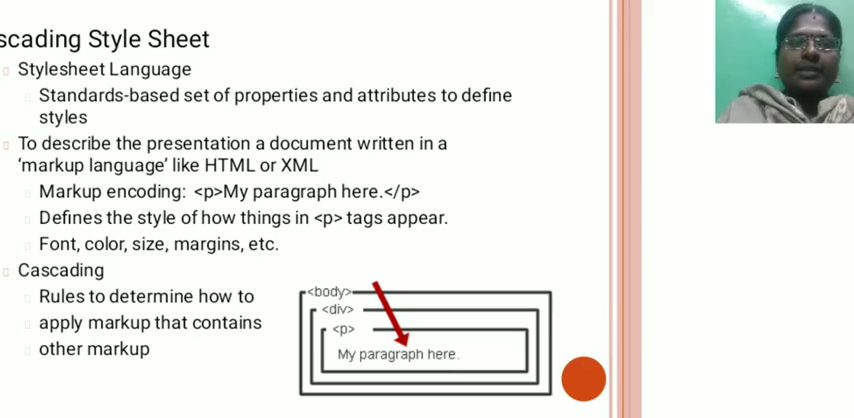 scading Style Sheet
Stylesheet Language
Standards-based set of properties and attributes to define
styles
To describe the presentation a document written in a
‘markup language’ like HTML or XML
Markup encoding: <p>My paragraph here.</p>
Defines the style of how things in <p> tags appear.
Font, color, size, margins, etc.
Cascading
Rules to determine how to
apply markup that contains
other markup
<body>
<div>
<p>
My paragraph here.